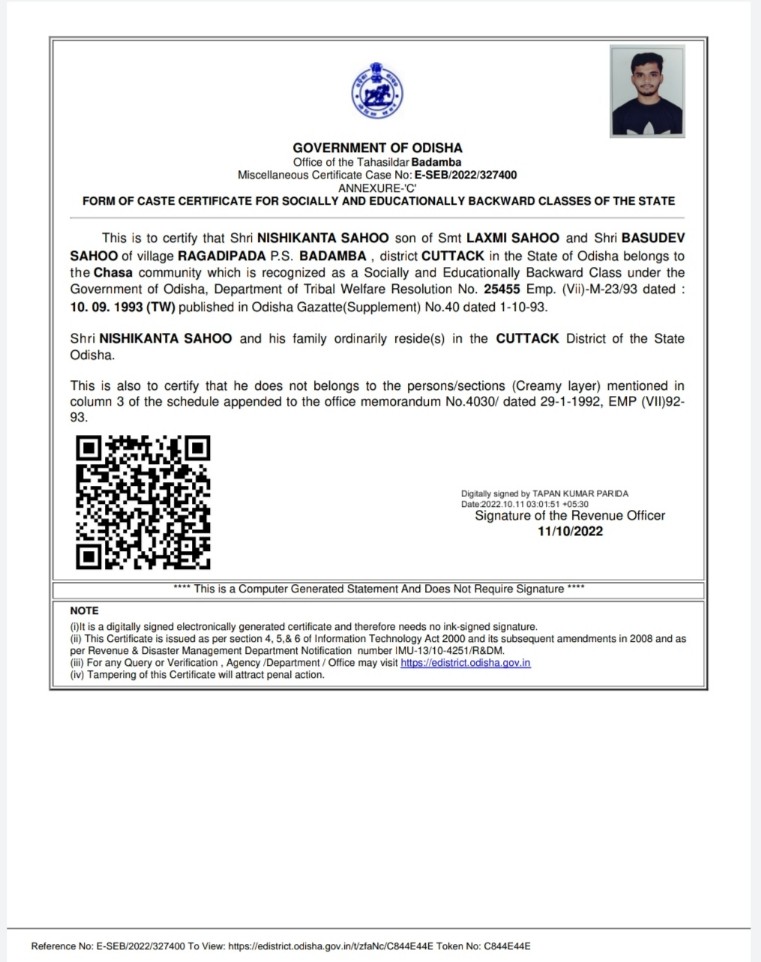 GOVERNMENT OF ODISHA
Office of the Tahasildar Badamba
Miscellaneous Certificate Case No: E-SEB/2022/327400
ANNEXURE-'C'
FORM OF CASTE CERTIFICATE FOR SOCIALLY AND EDUCATIONALLY BACKWARD CLASSES OF THE STATE
This is to certify that Shri NISHIKANTA SAHOO son of Smt LAXMI SAHOO and Shri BASUDEV
SAHOO of village RAGADIPADA P.S. BADAMBA , district CUTTACK in the State of Odisha belongs to
the Chasa community which is recognized as a Socially and Educationally Backward Class under the
Government of Odisha, Department of Tribal Welfare Resolution No. 25455 Emp. (Vii)-M-23/93 dated :
10. 09. 1993 (TW) published in Odisha Gazatte(Supplement) No.40 dated 1-10-93.
Shri NISHIKANTA SAHOO and his family ordinarily reside(s) in the CUTTACK District of the State
Odisha.
This is also to certify that he does not belongs to the persons/sections (Creamy layer) mentioned in
column 3 of the schedule appended to the office memorandum No.4030/ dated 29-1-1992, EMP (VII)92-
93.
Digitally signed by TAPAN KUMAR PARIDA
Date:2022.10.11 03:01:51 +05:30
Signature of the Revenue Officer
11/10/2022
**** This is a Computer Generated Statement And Does Not Require Signature ****
NOTE
(i)It is a digitally signed electronically generated certificate and therefore needs no ink-signed signature.
(ii) This Certificate is issued as per section 4, 5,& 6 of Information Technology Act 2000 and its subsequent amendments in 2008 and as
per Revenue & Disaster Management Department Notification number IMU-13/10-4251/R&DM.
(iii) For any Query or Verification , Agency /Department / Office may visit https://edistrict.odisha.gov.in
(iv) Tampering of this Certificate will attract penal action.
Reference No: E-SEB/2022/327400 To View: https://edistrict.odisha.gov.in/t/zfaNc/C844E44E Token No: C844E44E